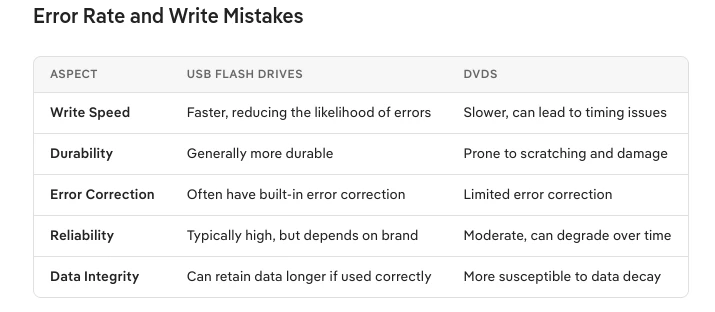 Error Rate and Write Mistakes
ASPECT USB FLASH DRIVES DVDS
Write Speed Faster, reducing the likelihood of errors Slower, can lead to timing issues
Durability Generally more durable Prone to scratching and damage
Error Correction Often have built-in error correction Limited error correction
Reliability Typically high, but depends on brand Moderate, can degrade over time
Data Integrity Can retain data longer if used correctly More susceptible to data decay